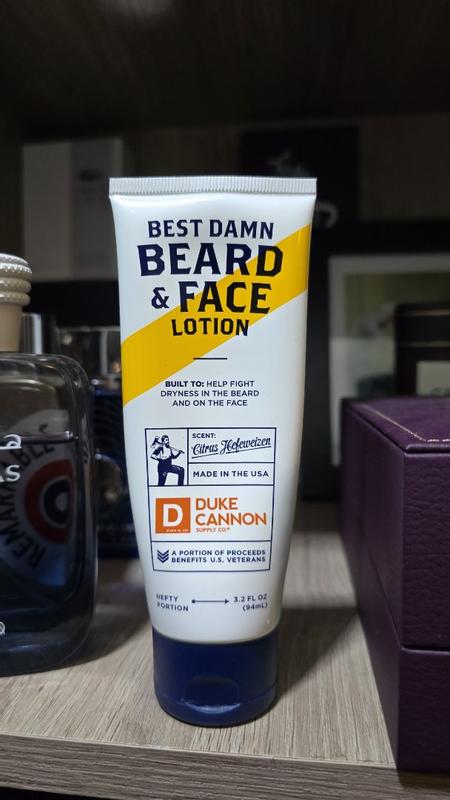 BEST DAMN
BEARD
& FACE
LOTION
BUILT TO: HELP FIGHT
DRYNESS IN THE BEARD
AND ON THE FACE
SCENT:
Citrus Hefeweizen
MADE IN THE USA
D
DUKE
CANNON
SUPPLY CO.®
A PORTION OF PROCEEDS
BENEFITS U.S. VETERANS
HEFTY
PORTION
3.2 FL OZ
(94mL)
REMARKABLE